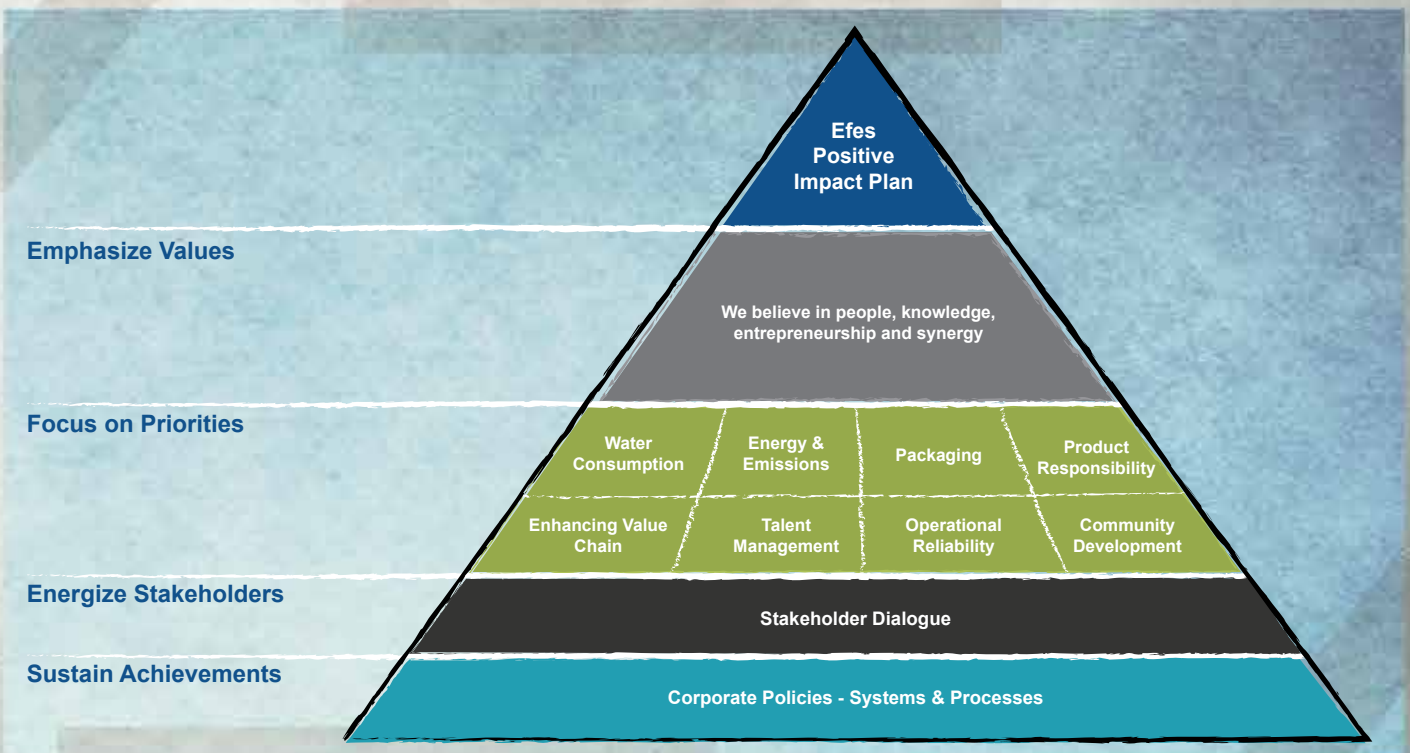 Efes
Positive
Impact Plan
Emphasize Values
We believe in people, knowledge,
entrepreneurship and synergy
Focus on Priorities
Water
Consumption
Energy &
Emissions
Packaging
Product
Responsibility
Enhancing Value
Chain
Talent
Management
Operational
Reliability
Community
Development
Energize Stakeholders
Stakeholder Dialogue
Sustain Achievements
Corporate Policies - Systems & Processes